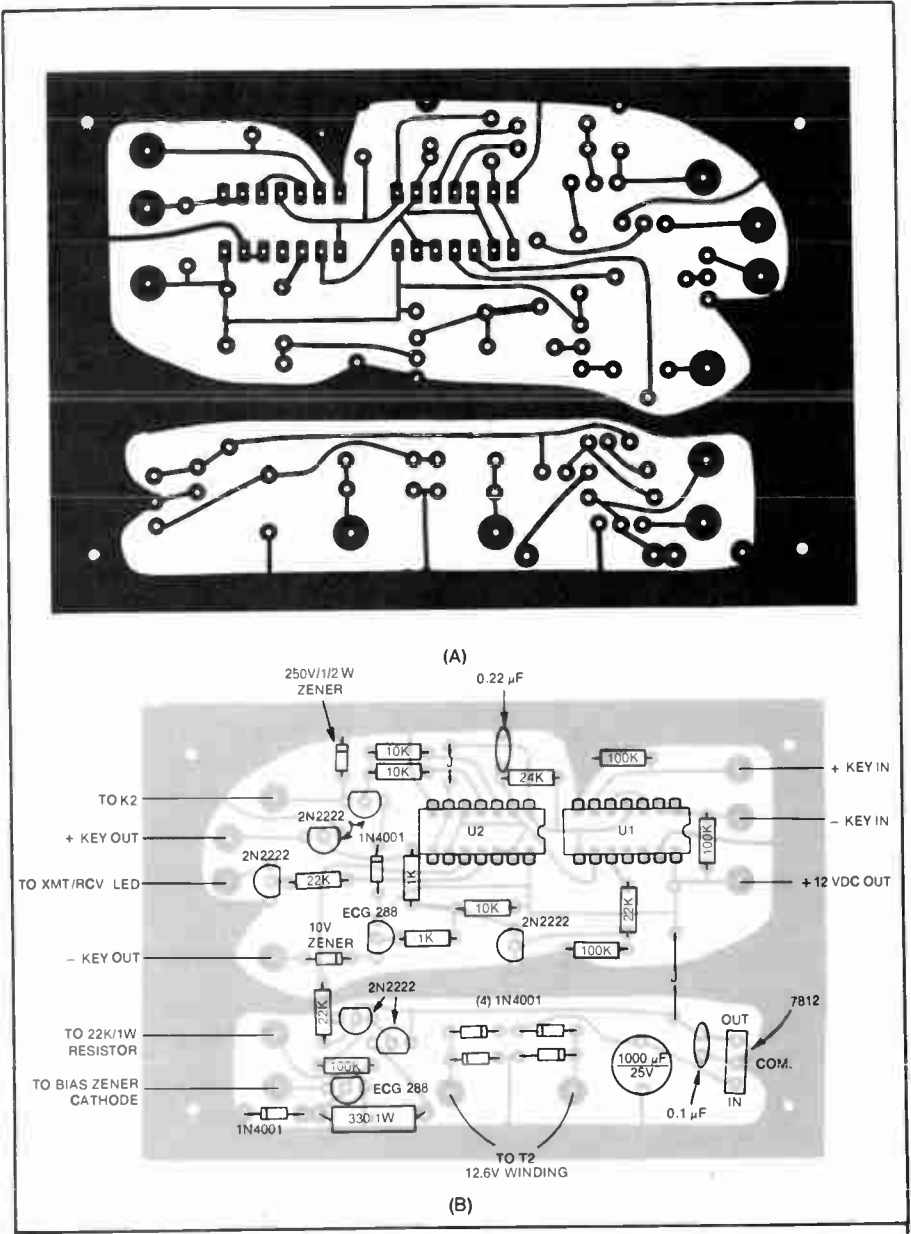 (A)
250V/1/2 W
ZENER
0.22 µF
10K
10K
J
24K
100K
+ KEY IN
TO K2
2N2222
1N4001
+ KEY OUT
U2
U1
100K
− KEY IN
2N2222
TO XMT/RCV LED
22K
1K
+12 VDC OUT
ECG 288
10K
22K
2N2222
10V
ZENER
1K
100K
− KEY OUT
J
2N2222
(4) 1N4001
22K
7812
OUT
TO 22K/1W
RESISTOR
1000 µF
25V
COM.
100K
TO BIAS ZENER
CATHODE
ECG 288
IN
0.1 µF
1N4001
330/1W
TO T2
12.6V WINDING
(B)